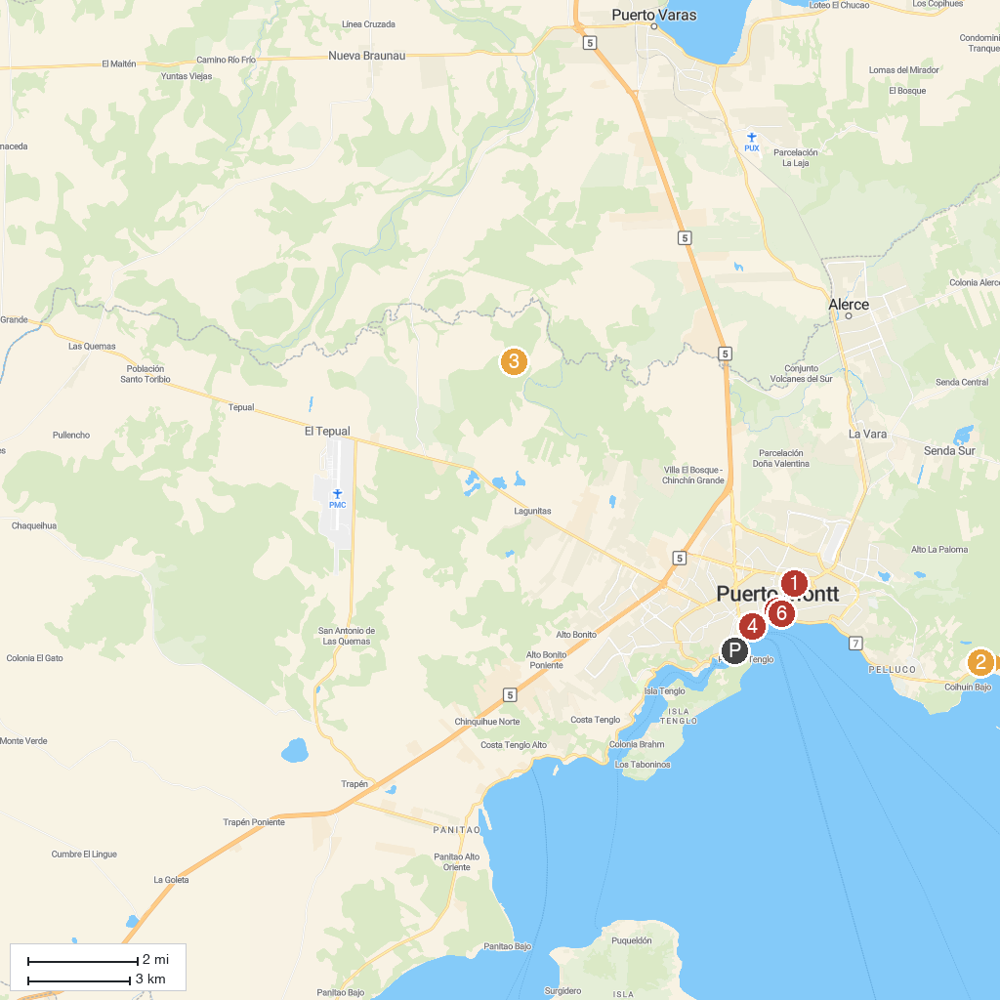 Puerto Varas
Loteo El Chucao
Los Copihues
Línea Cruzada
5
Nueva Braunau
El Maitén
Camino Río Frío
Yuntas Viejas
Condomini
Tranque
Lomas del Mirador
El Bosque
PUX
maceda
Parcelación
La Laja
5
Colonia Alerce
Alerce
Grande
Las Quemas
5
3
Población
Santo Toribio
Conjunto
Volcanes del Sur
Senda Central
Tepual
El Tepual
Pullencho
La Vara
es
Senda Sur
Parcelación
Doña Valentina
Villa El Bosque -
Chinchín Grande
PMC
Lagunitas
Chaqueihua
Alto La Paloma
5
1
Puerto Montt
6
4
San Antonio de
Las Quemas
Alto Bonito
7
P
Colonia El Gato
Alto Bonito
Poniente
Tenglo
PELLUCO
2
Coihuín Bajo
Isla Tenglo
5
ISLA
TENGLO
Chinquihue Norte
Costa Tenglo
Monte Verde
Costa Tenglo Alto
Colonia Brahm
Los Taboninos
Trapén
Trapén Poniente
PANITAO
Cumbre El Lingue
Panitao Alto
Oriente
La Goleta
Panitao Bajo
Puqueldón
2 mi
3 km
Panitao Bajo
Surgidero
ISLA